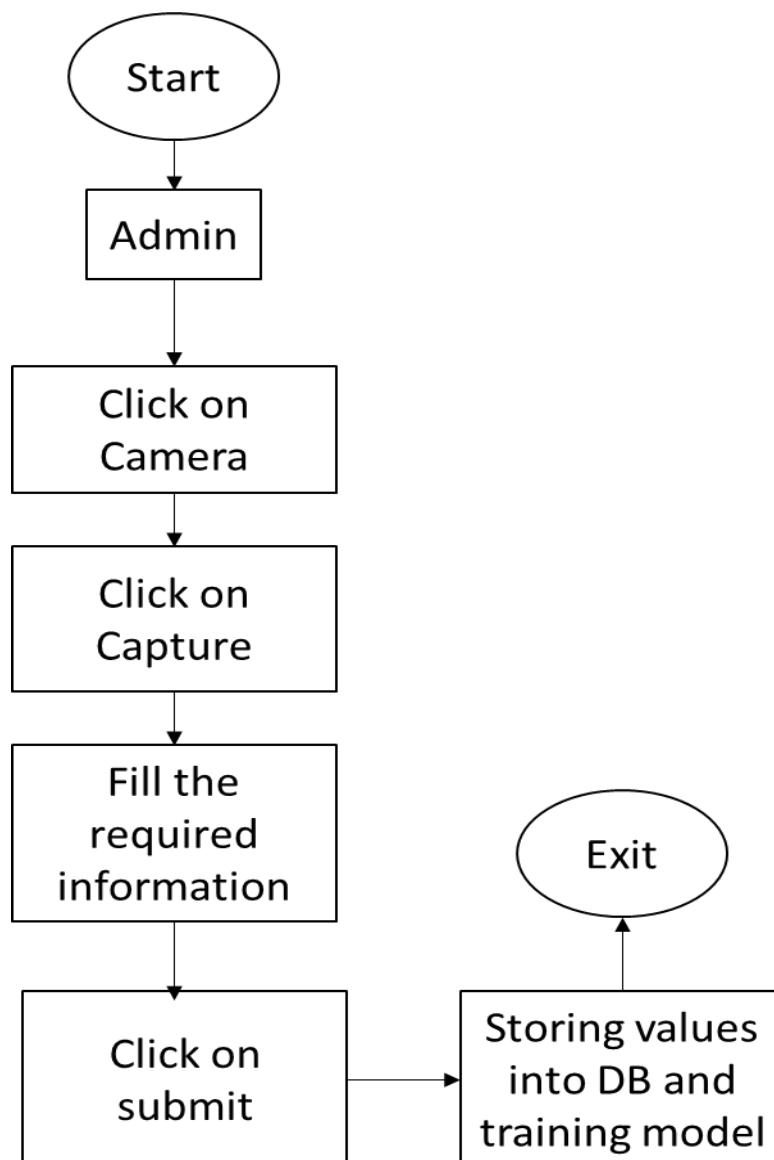 Start
Admin
Click on
Camera
Click on
Capture
Fill the
required
information
Click on
submit
Storing values
into DB and
training model
Exit